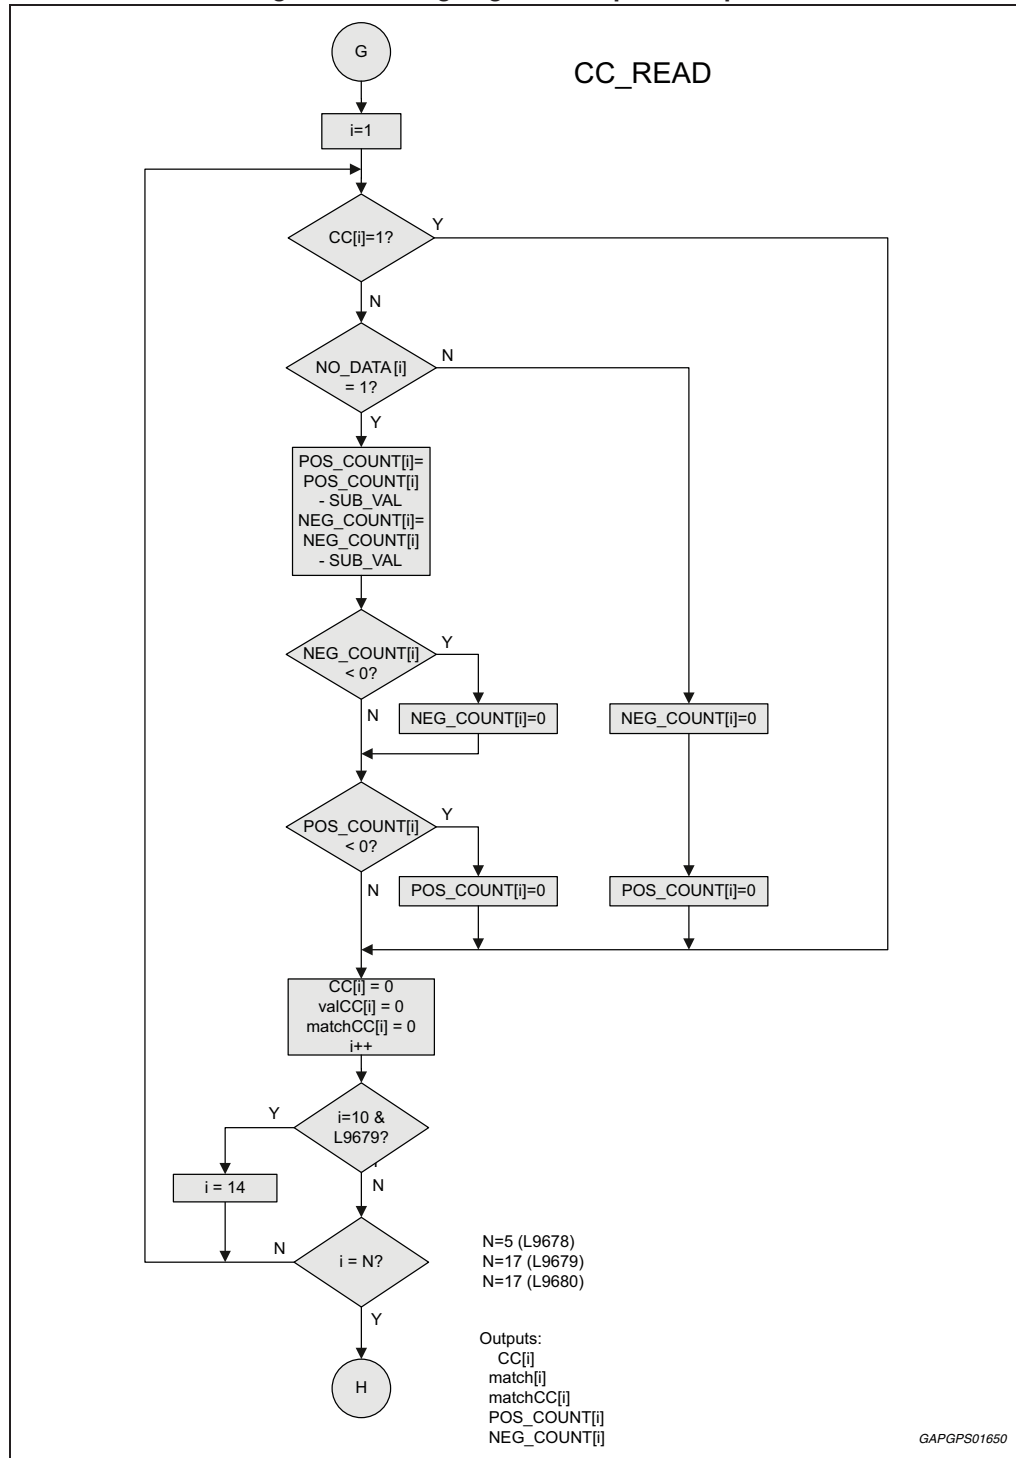 G
CC_READ
i=1
CC[i]=1?
Y
N
NO_DATA[i]
= 1?
N
Y
POS_COUNT[i]=
POS_COUNT[i]
- SUB_VAL
NEG_COUNT[i]=
NEG_COUNT[i]
- SUB_VAL
NEG_COUNT[i]
< 0?
Y
N
NEG_COUNT[i]=0
NEG_COUNT[i]=0
POS_COUNT[i]
< 0?
Y
N
POS_COUNT[i]=0
POS_COUNT[i]=0
CC[i] = 0
valCC[i] = 0
matchCC[i] = 0
i++
i=10 &
L9679?
Y
N
i = 14
i = N?
N
Y
N=5 (L9678)
N=17 (L9679)
N=17 (L9680)
H
Outputs:
CC[i]
match[i]
matchCC[i]
POS_COUNT[i]
NEG_COUNT[i]
GAPGPS01650